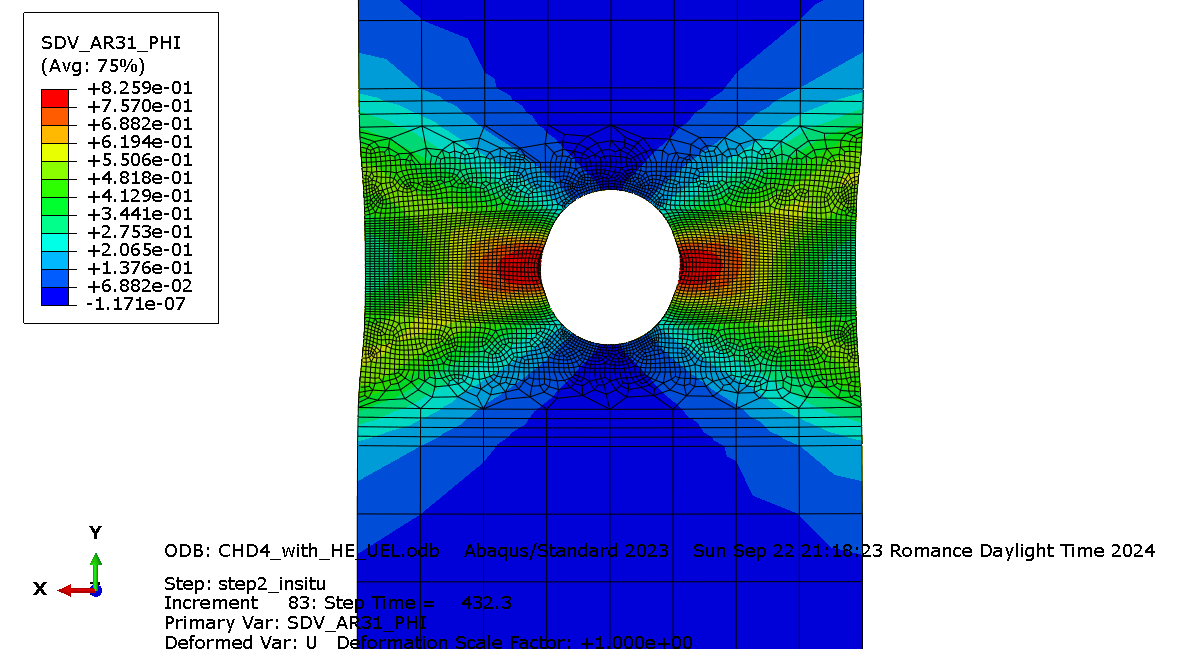 SDV_AR31_PHI
(Avg: 75%)
+8.259e-01
+7.570e-01
+6.882e-01
+6.194e-01
+5.506e-01
+4.818e-01
+4.129e-01
+3.441e-01
+2.753e-01
+2.065e-01
+1.376e-01
+6.882e-02
-1.171e-07
Y
X
ODB: CHD4_with_HE_UEL.odb Abaqus/Standard 2023 Sun Sep 22 21:18:23 Romance Daylight Time 2024
Step: step2_insitu
Increment 83: Step Time = 432.3
Primary Var: SDV_AR31_PHI
Deformed Var: U Deformation Scale Factor: +1.000e+00